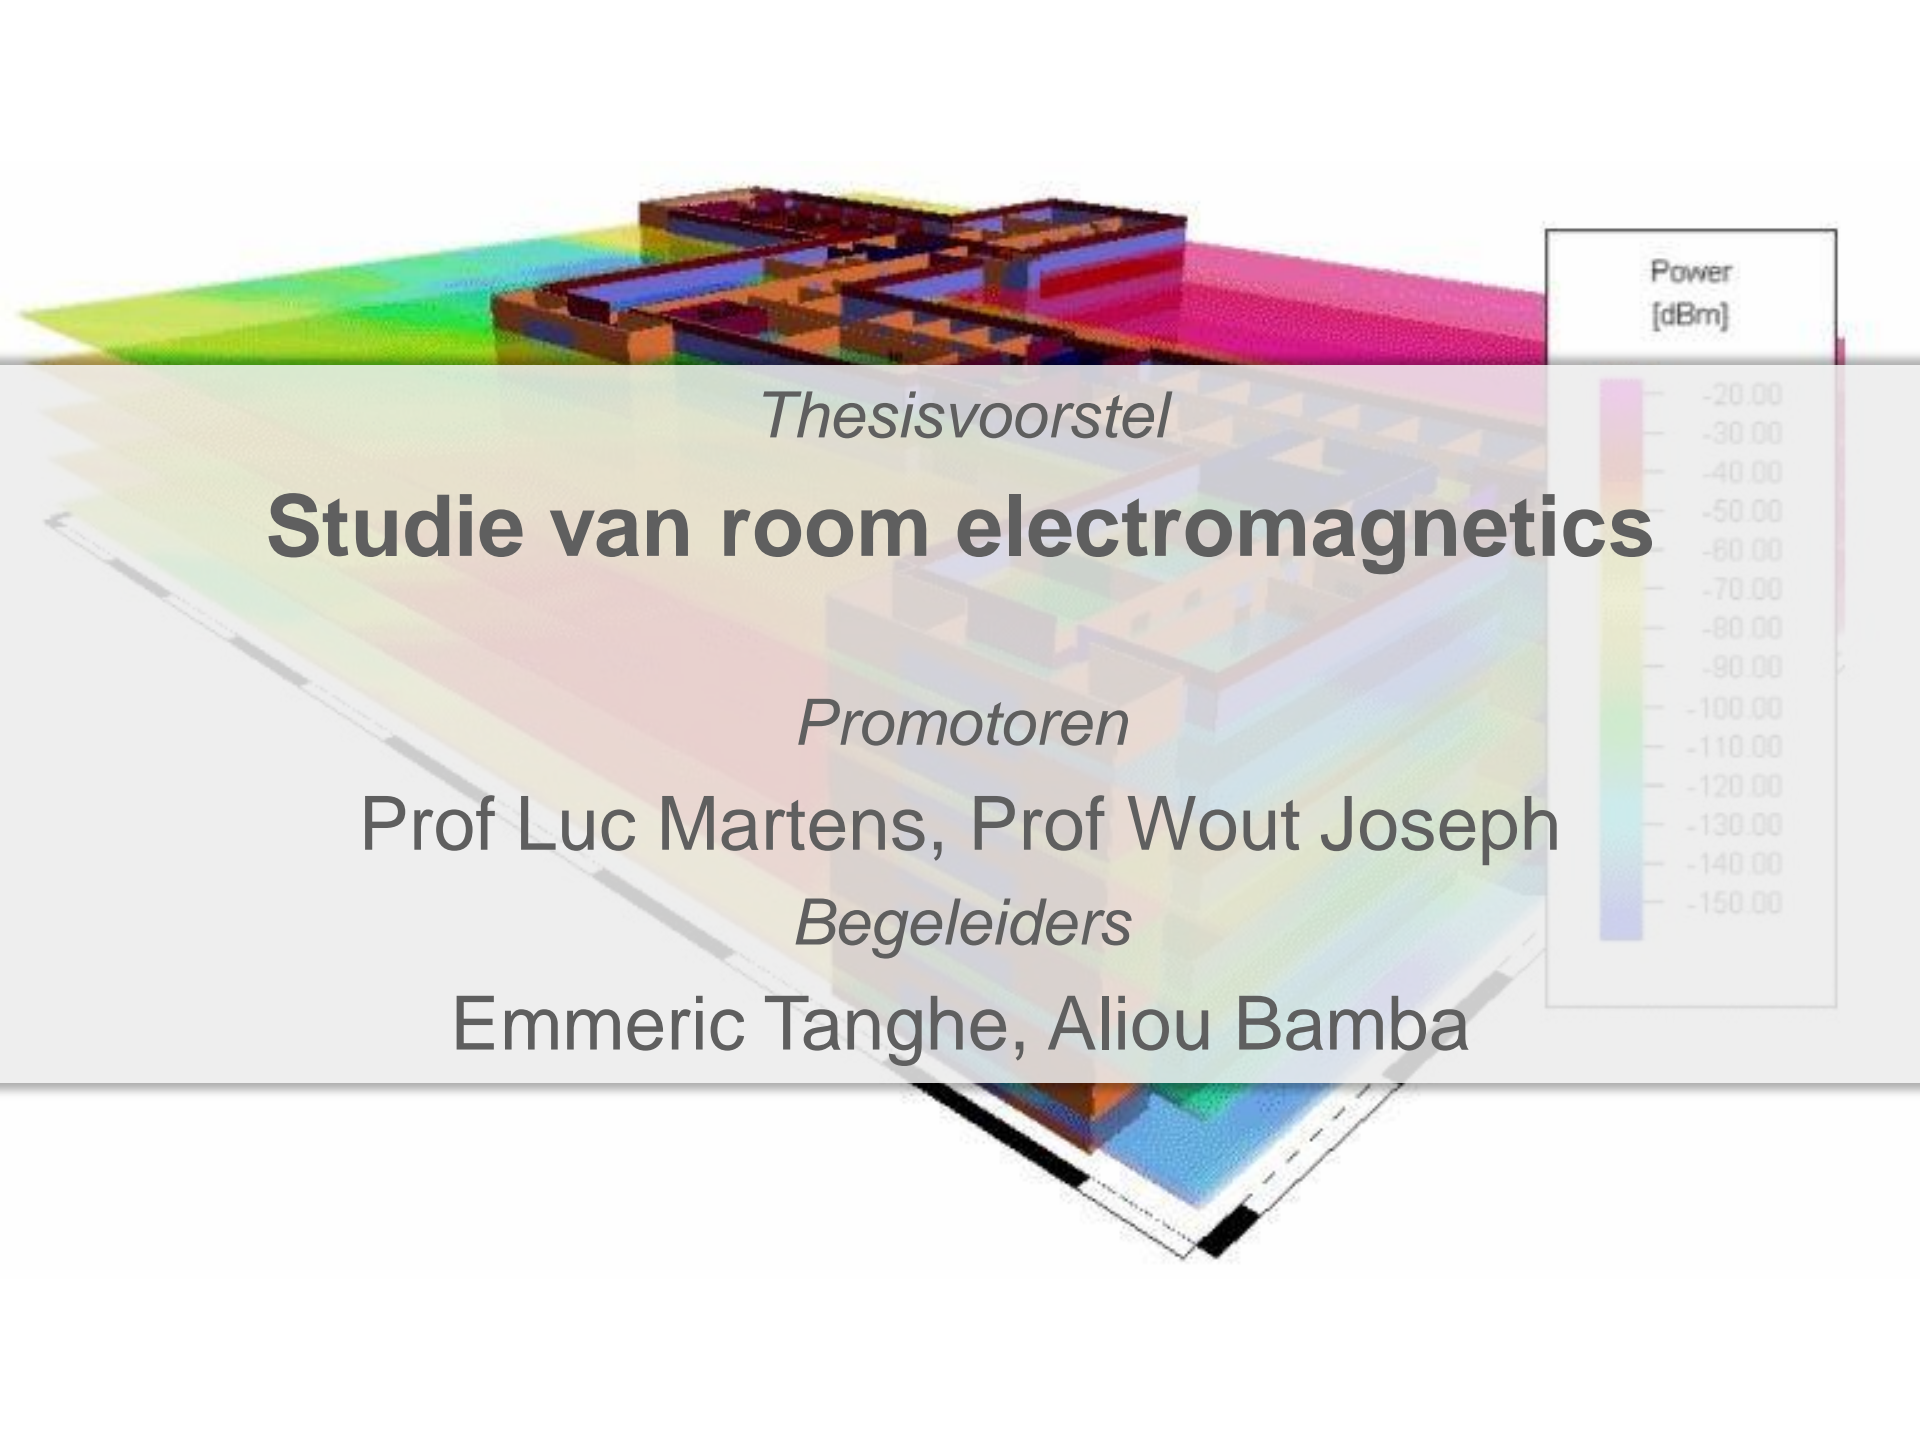 Power
[dBm]
-20.00
-30.00
-40.00
-50.00
-60.00
-70.00
-80.00
-90.00
-100.00
-110.00
-120.00
-130.00
-140.00
-150.00
Thesisvoorstel
Studie van room electromagnetics
Promotoren
Prof Luc Martens, Prof Wout Joseph
Begeleiders
Emmeric Tanghe, Aliou Bamba